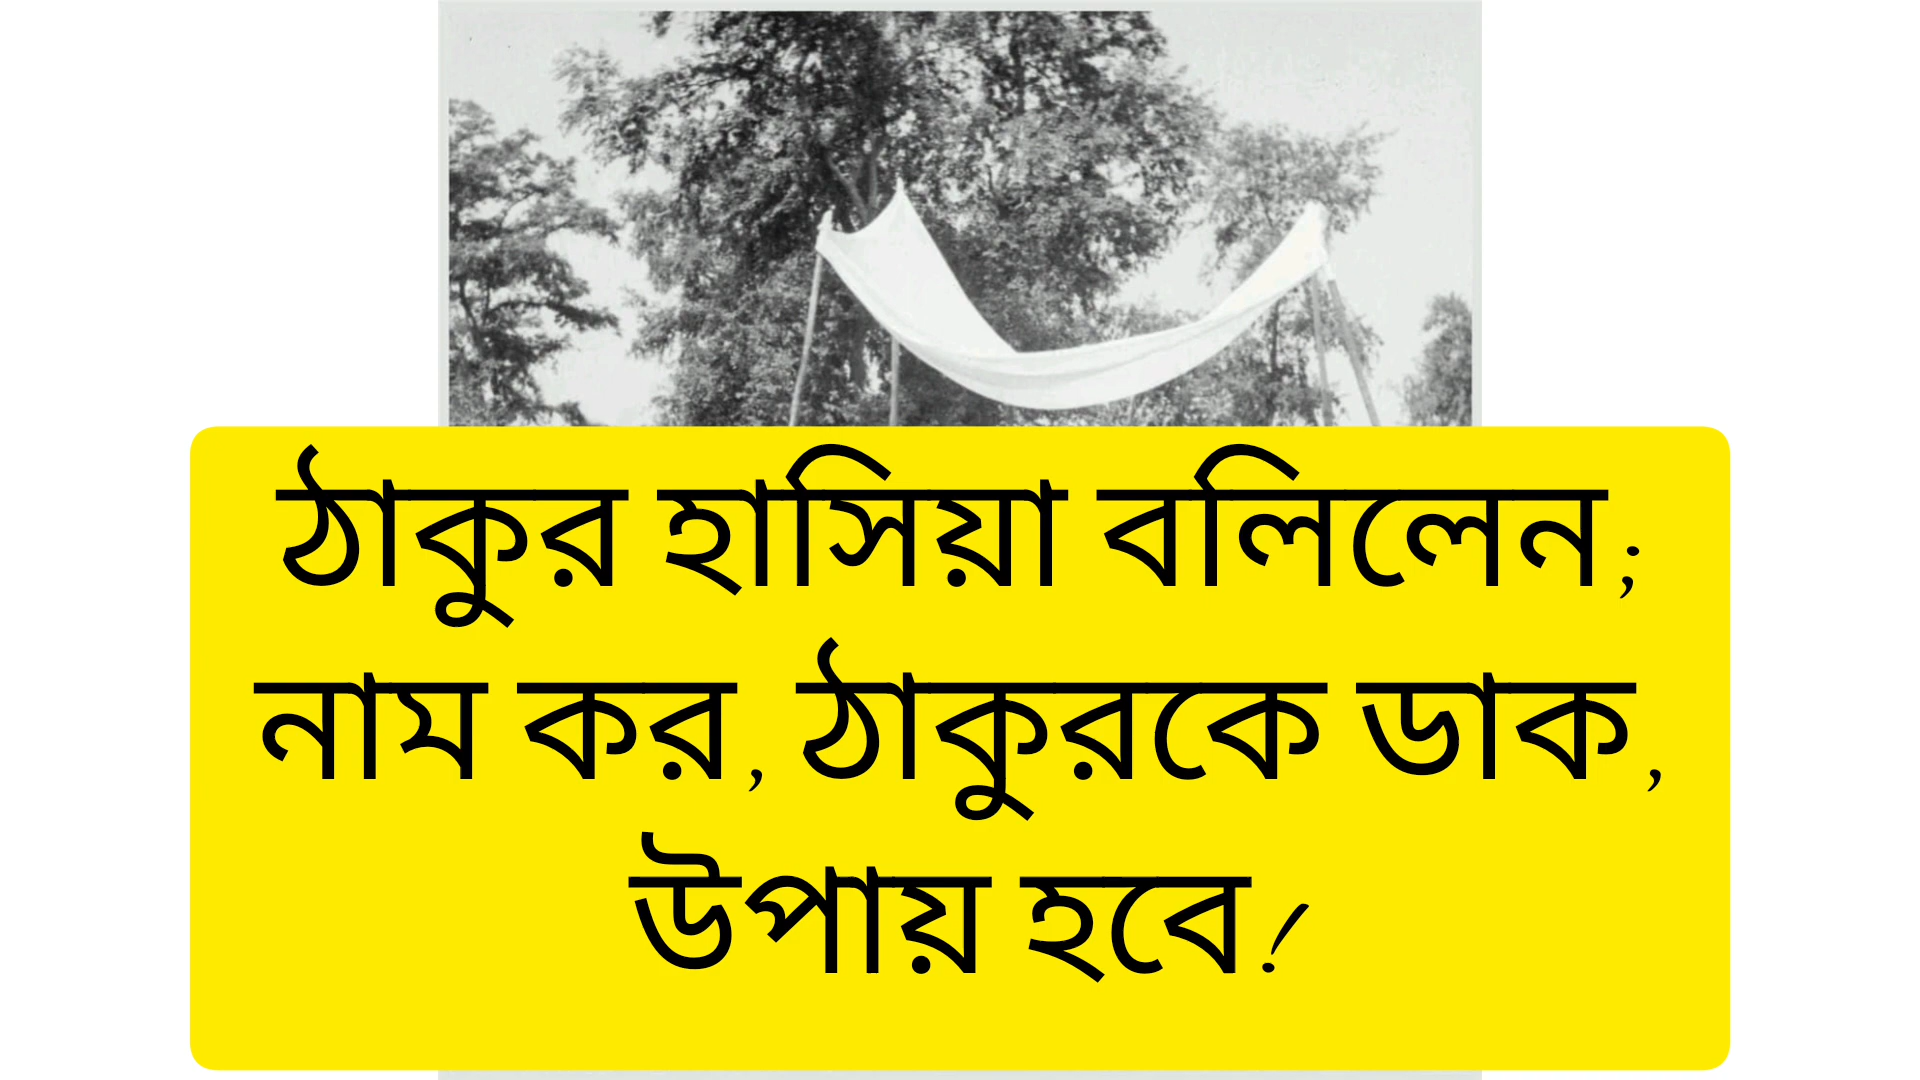 ঠাকুর হাসিয়া বলিলেন;
নাম কর, ঠাকুরকে ডাক,
উপায় হবে!